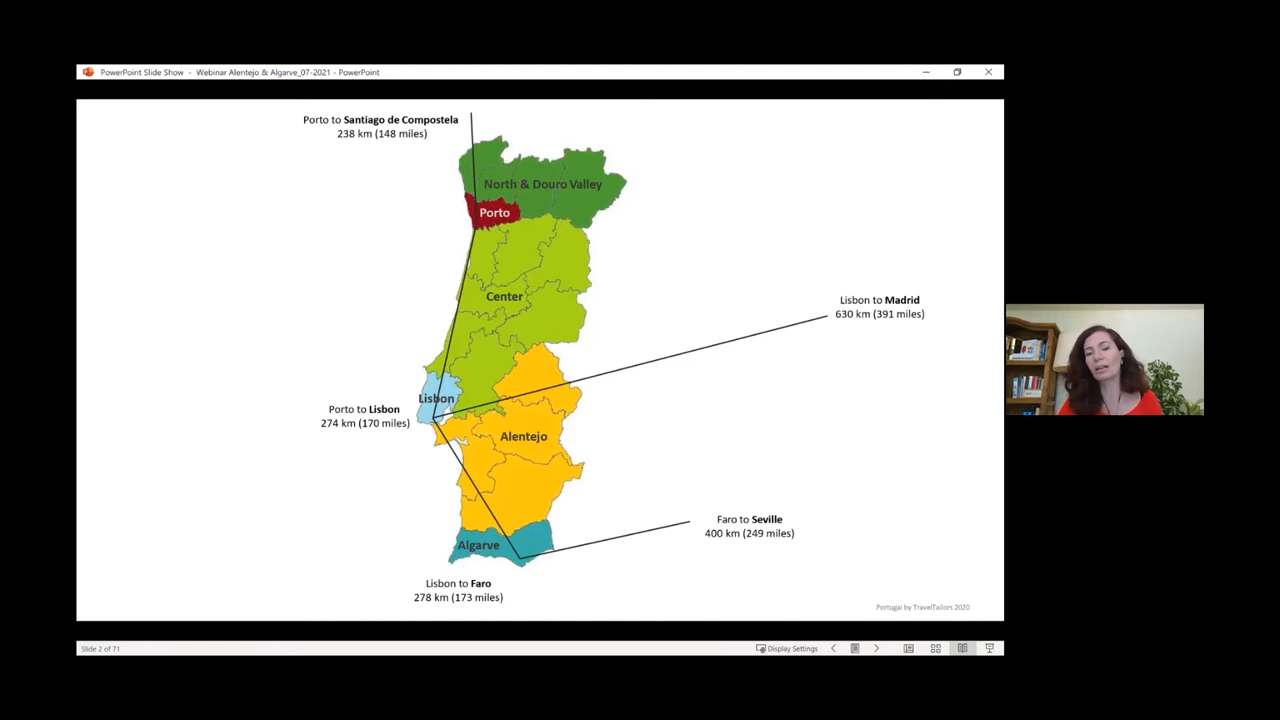 PowerPoint Slide Show - Webinar Alentejo & Algarve_07-2021 - PowerPoint
Porto to Santiago de Compostela
238 km (148 miles)
North & Douro Valley
Porto
Center
Lisbon to Madrid
630 km (391 miles)
Lisbon
Porto to Lisbon
274 km (170 miles)
Alentejo
Faro to Seville
400 km (249 miles)
Algarve
Lisbon to Faro
278 km (173 miles)
Portugal by TravelTailors 2020
Slide 2 of 71
Display Settings